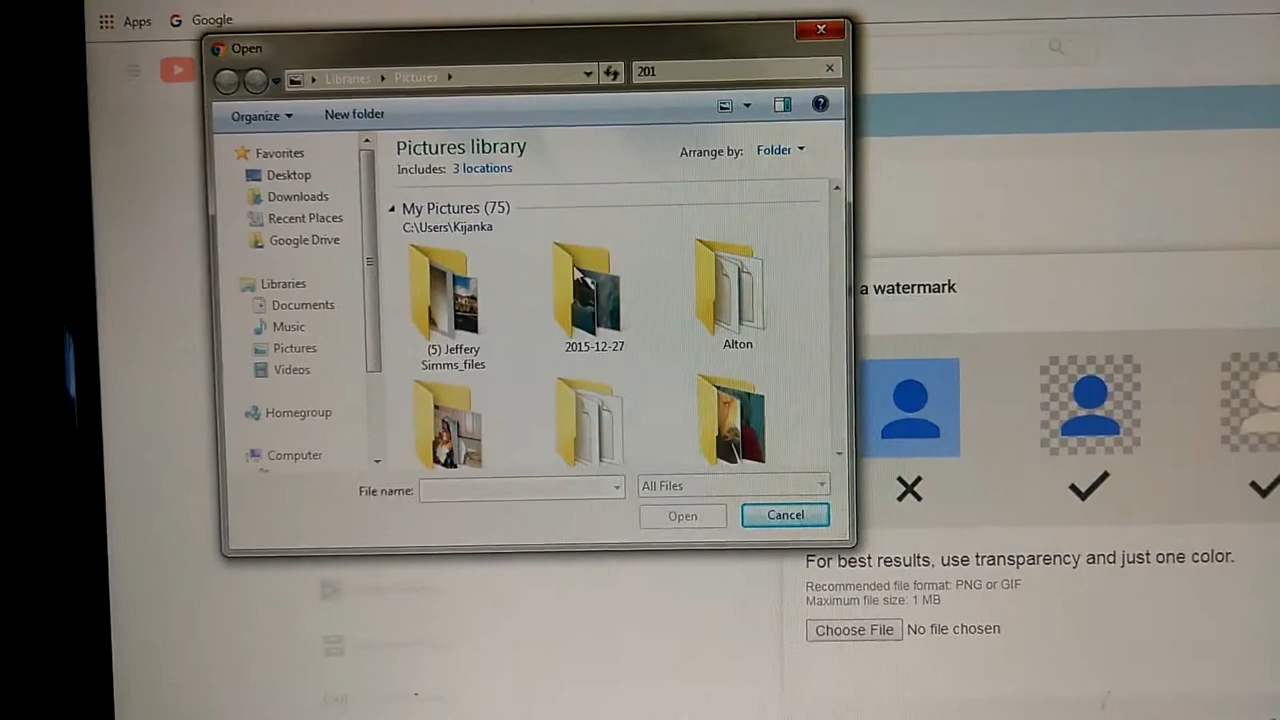 Apps
Google
Open
Libraries
Pictures
201
Organize
New folder
Pictures library
Includes: 3 locations
Arrange by: Folder
Favorites
Desktop
Downloads
Recent Places
Google Drive
Libraries
Documents
Music
Pictures
Videos
Homegroup
Computer
My Pictures (75)
C:\Users\Kijanka
(5) Jeffery
Simms_files
2015-12-27
Alton
File name:
All Files
Open
Cancel
a watermark
For best results, use transparency and just one color.
Recommended file format: PNG or GIF
Maximum file size: 1 MB
Choose File No file chosen